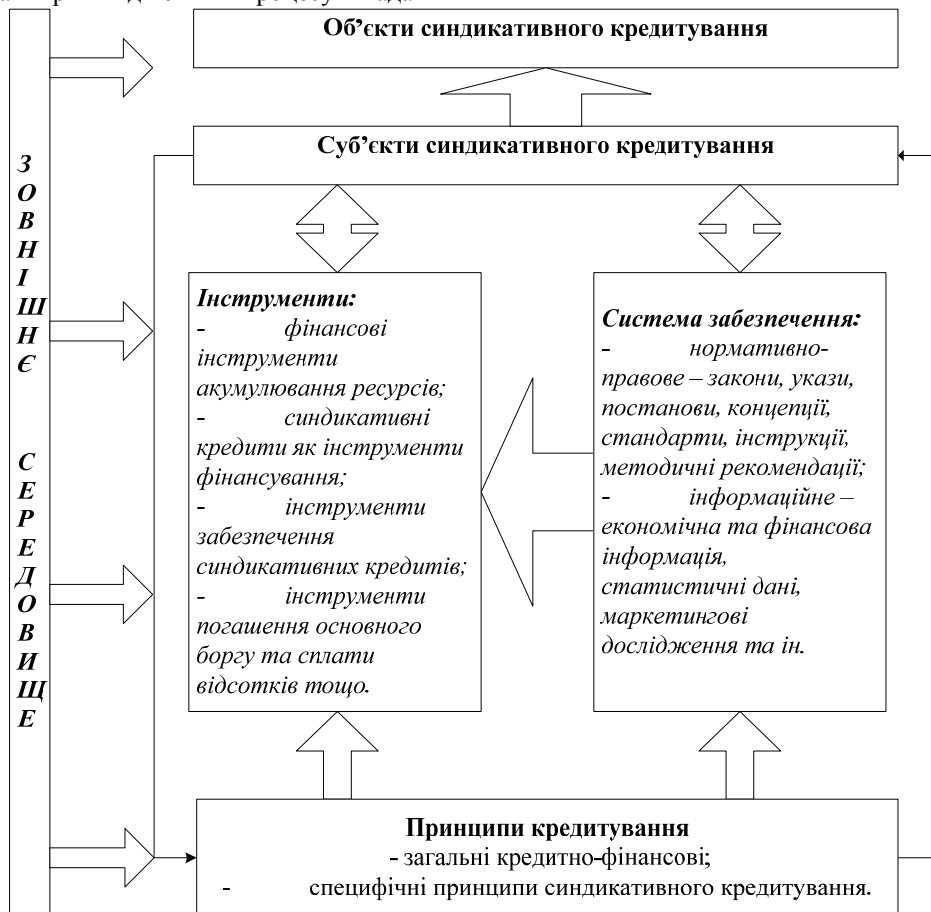 Об’єкти синдикативного кредитування
Суб’єкти синдикативного кредитування
ЗОВНІШНЄ
СЕРЕДОВИЩЕ
Інструменти:
- фінансові
інструменти
акумулювання ресурсів;
- синдикативні
кредити як інструменти
фінансування;
- інструменти
забезпечення
синдикативних кредитів;
- інструменти
погашення основного
боргу та сплати
відсотків тощо.
Система забезпечення:
- нормативно-
правове – закони, укази,
постанови, концепції,
стандарти, інструкції,
методичні рекомендації;
- інформаційне –
економічна та фінансова
інформація,
статистичні дані,
маркетингові
дослідження та ін.
Принципи кредитування
- загальні кредитно-фінансові;
- специфічні принципи синдикативного кредитування.